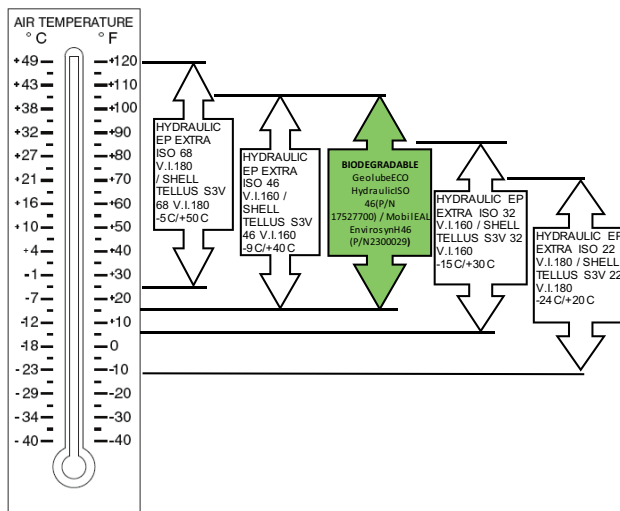 AIR TEMPERATURE
° C ° F
+49 +120
+43 +110
+38 +100
+32 +90
+27 +80
+21 +70
+16 +60
+10 +50
+4 +40
-1 +30
-7 +20
-12 +10
-18 0
-23 -10
-29 -20
-34 -30
-40 -40
HYDRAULIC
EP EXTRA
ISO 68
V.I.180
/ SHELL
TELLUS S3V
68 V.I.180
-5C/+50C
HYDRAULIC
EP EXTRA
ISO 46
V.I.160 /
SHELL
TELLUS S3V
46 V.I.160
-9C/+40C
BIODEGRADABLE
GeolubeECO
HydraulicISO
46(P/N
17527700) / MobilEAL
EnvirosynH46
(P/N2300029)
HYDRAULIC EP
EXTRA ISO 32
V.I.160 / SHELL
TELLUS S3V 32
V.I.160
-15C/+30C
HYDRAULIC EP
EXTRA ISO 22
V.I.180 / SHELL
TELLUS S3V 22
V.I.180
-24C/+20C